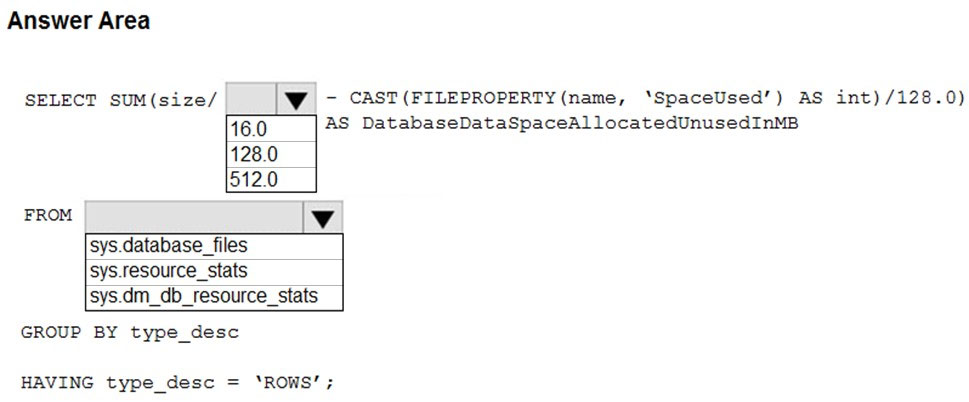 Answer Area
SELECT SUM(size/ - CAST(FILEPROPERTY(name, ‘SpaceUsed’) AS int)/128.0)
AS DatabaseDataSpaceAllocatedUnusedInMB
16.0
128.0
512.0
FROM
sys.database_files
sys.resource_stats
sys.dm_db_resource_stats
GROUP BY type_desc
HAVING type_desc = ‘ROWS’;